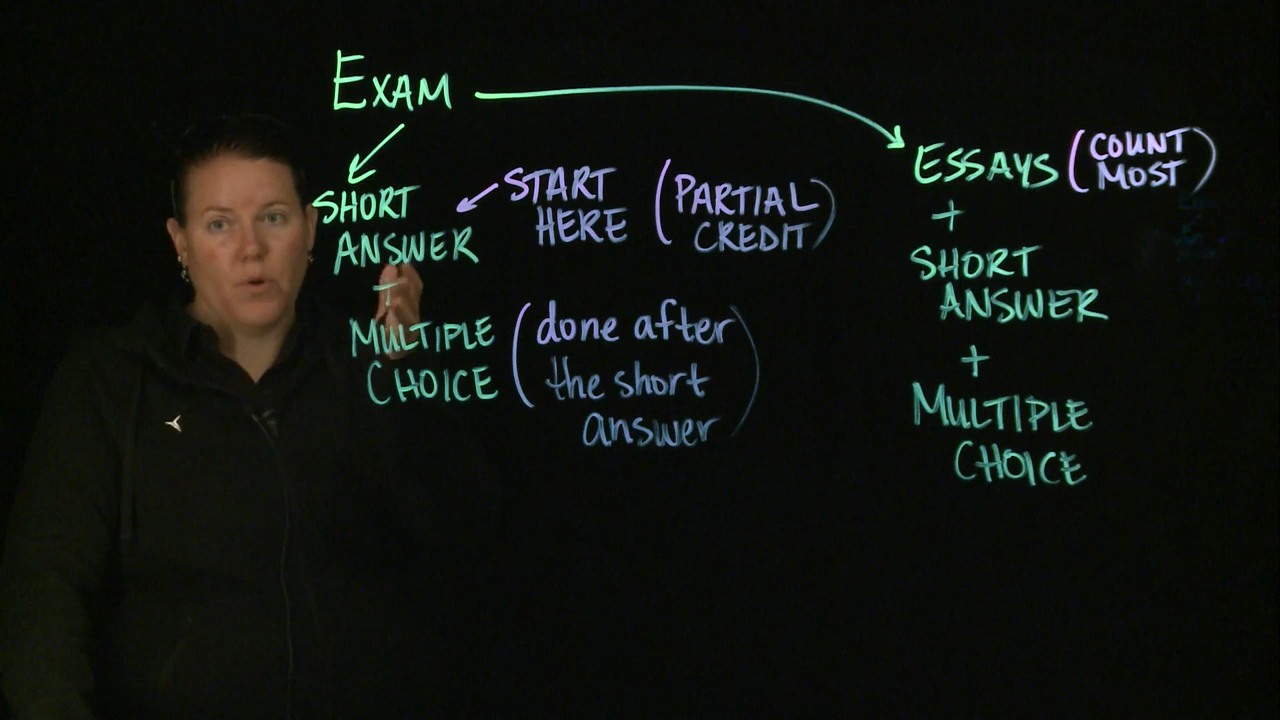 EXAM
SHORT
ANSWER
+
MULTIPLE
CHOICE
START
HERE
(PARTIAL
CREDIT)
(done after
the short
answer)
ESSAYS (COUNT
MOST)
+
SHORT
ANSWER
+
MULTIPLE
CHOICE